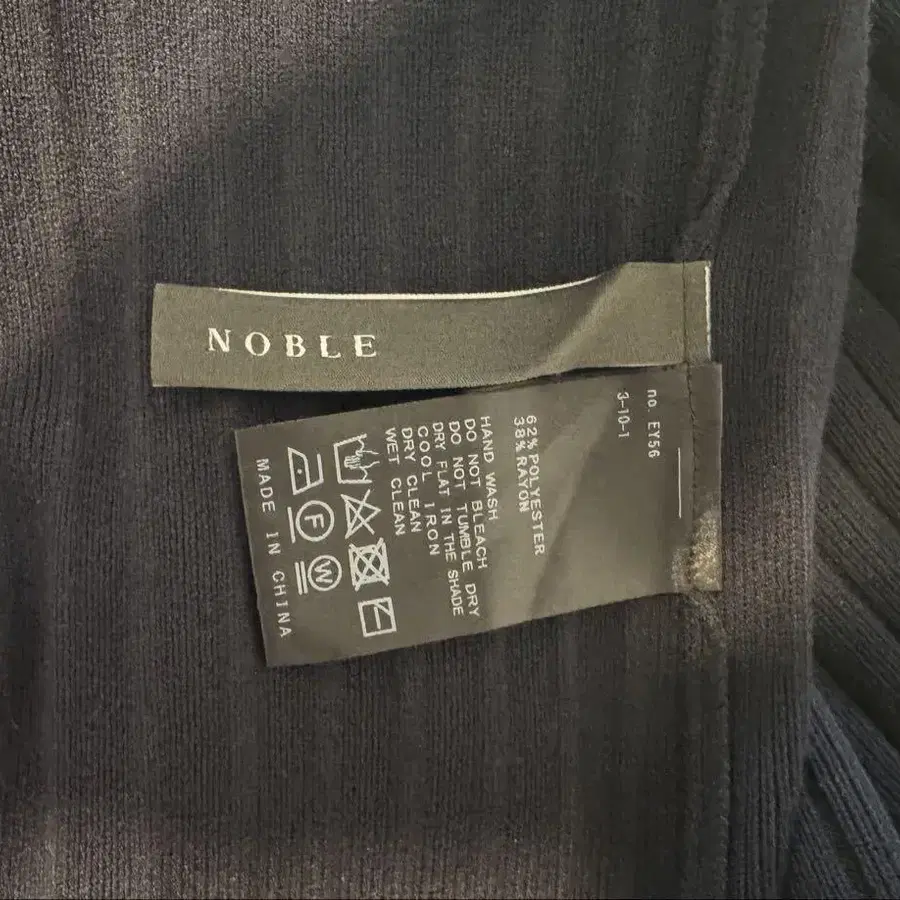 NOBLE
no. EY56
3-10-1
62% POLYESTER
38% RAYON
HAND WASH
DO NOT BLEACH
DO NOT TUMBLE DRY
DRY FLAT IN THE SHADE
COOL IRON
DRY CLEAN
WET CLEAN
F
W
MADE IN CHINA